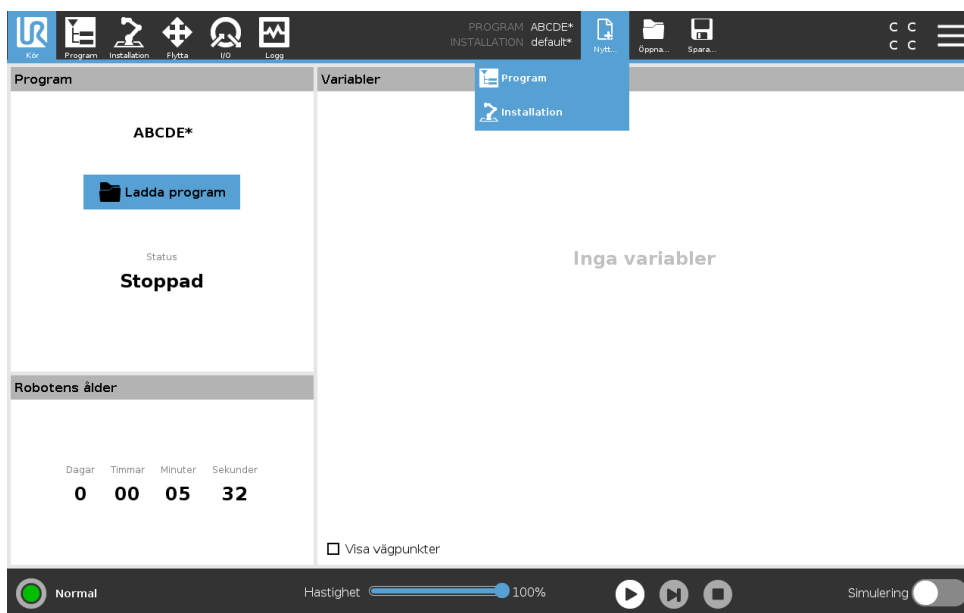 UR
Kör Program Installation Flytta I/O Logg
PROGRAM ABCDE*
INSTALLATION default*
Nytt... Öppna... Spara...
C C
C C
Program
Installation
Program
ABCDE*
Ladda program
Status
Stoppad
Variabler
Inga variabler
Visa vägpunkter
Robotens ålder
Dagar Timmar Minuter Sekunder
0 00 05 32
Normal
Hastighet 100%
Simulering